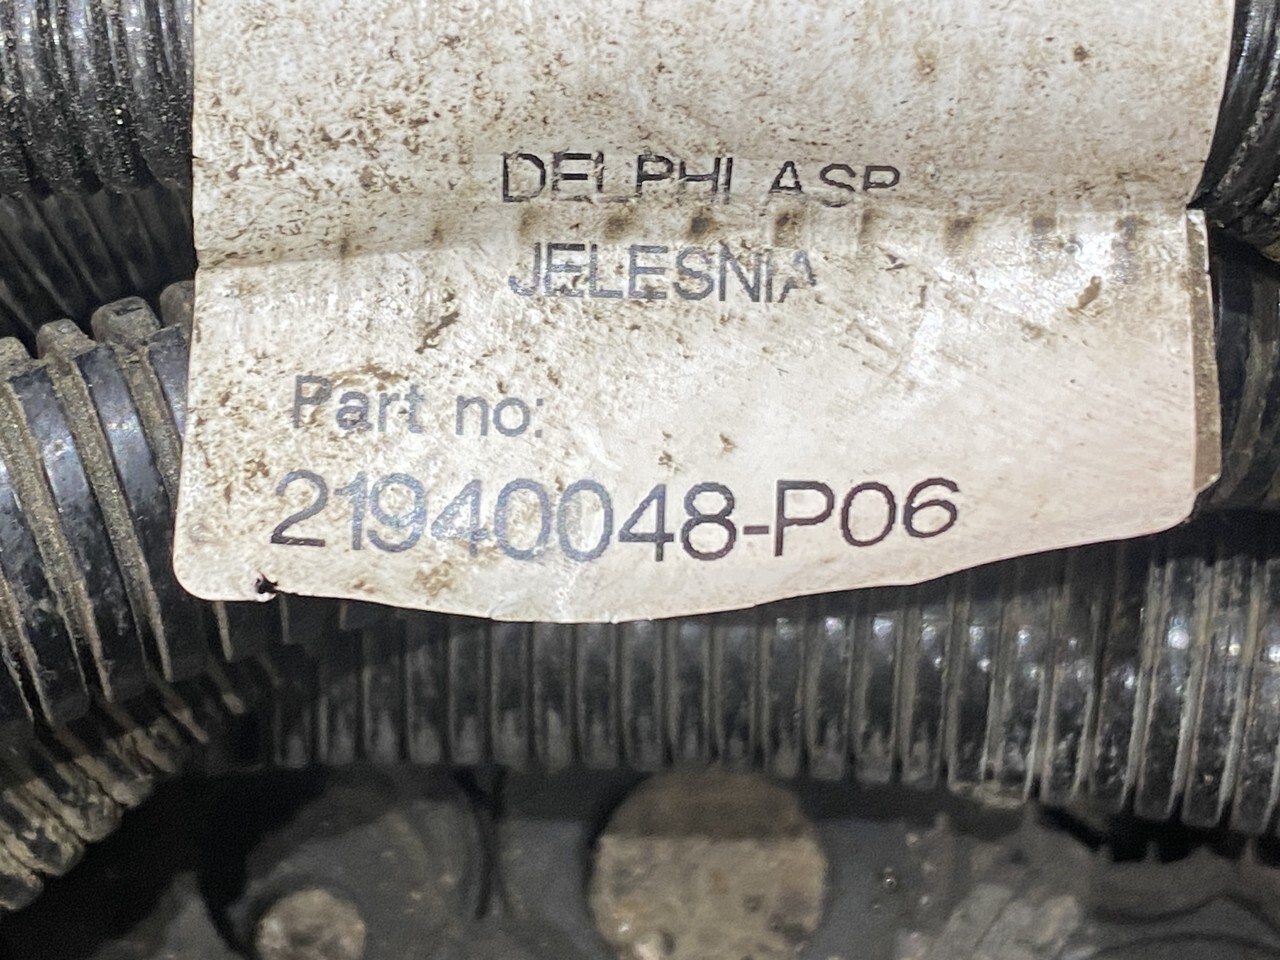 DELPHI ASP
JELESNIA
Part no:
21940048-P06